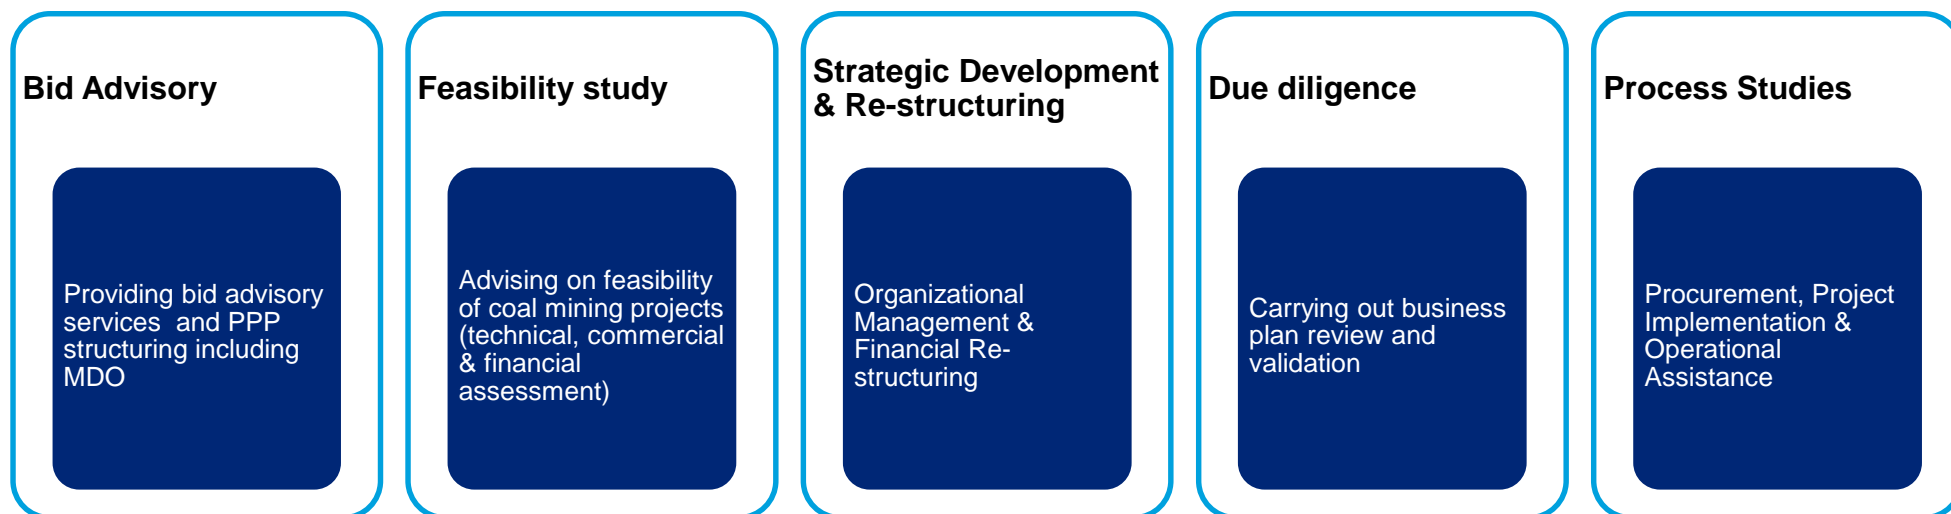 Bid Advisory
Providing bid advisory
services  and PPP
structuring including
MDO
Feasibility study
Advising on feasibility
of coal mining projects
(technical, commercial
& financial
assessment)
Strategic Development
& Re-structuring
Organizational
Management &
Financial Re-
structuring
Due diligence
Carrying out business
plan review and
validation
Process Studies
Procurement, Project
Implementation &
Operational
Assistance